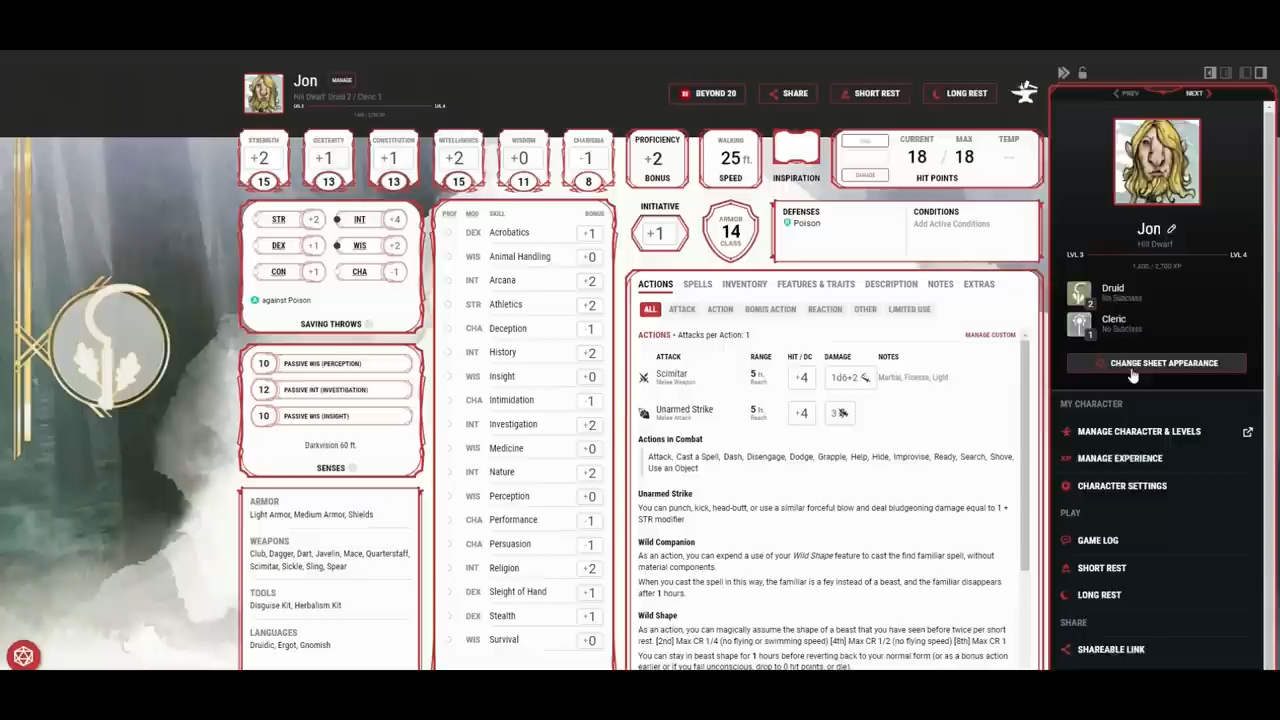 Jon
MANAGE
Hill Dwarf Druid 2 / Cleric 1
LVL 3
LVL 4
BEYOND 20
SHARE
SHORT REST
LONG REST
PREV
NEXT
STRENGTH
DEXTERITY
CONSTITUTION
INTELLIGENCE
WISDOM
CHARISMA
+2
+1
+1
+2
+0
-1
15
13
13
15
11
8
PROFICIENCY
+2
BONUS
WALKING
25 ft.
SPEED
INSPIRATION
HEAL
DAMAGE
CURRENT
MAX
TEMP
18 / 18
--
HIT POINTS
STR +2
INT +4
DEX +1
WIS +2
CON +1
CHA -1
against Poison
SAVING THROWS
10 PASSIVE WIS (PERCEPTION)
12 PASSIVE INT (INVESTIGATION)
10 PASSIVE WIS (INSIGHT)
Darkvision 60 ft.
SENSES
ARMOR
Light Armor, Medium Armor, Shields
WEAPONS
Club, Dagger, Dart, Javelin, Mace, Quarterstaff,
Scimitar, Sickle, Sling, Spear
TOOLS
Disguise Kit, Herbalism Kit
LANGUAGES
Druidic, Ergot, Gnomish
PROF MOD SKILL BONUS
DEX Acrobatics +1
WIS Animal Handling +0
INT Arcana +2
STR Athletics +2
CHA Deception -1
INT History +2
WIS Insight +0
CHA Intimidation -1
INT Investigation +2
WIS Medicine +0
INT Nature +2
WIS Perception +0
CHA Performance -1
CHA Persuasion -1
INT Religion +2
DEX Sleight of Hand +1
DEX Stealth +1
WIS Survival +0
INITIATIVE
+1
ARMOR
14
CLASS
DEFENSES
Poison
CONDITIONS
Add Active Conditions
ACTIONS SPELLS INVENTORY FEATURES & TRAITS DESCRIPTION NOTES EXTRAS
ALL ATTACK ACTION BONUS ACTION REACTION OTHER LIMITED USE
ACTIONS • Attacks per Action: 1
MANAGE CUSTOM
ATTACK RANGE HIT / DC DAMAGE NOTES
Scimitar 5 ft. +4 1d6+2 Martial, Finesse, Light
Melee Weapon Reach
Unarmed Strike 5 ft. +4 3
Melee Attack Reach
Actions in Combat
Attack, Cast a Spell, Dash, Disengage, Dodge, Grapple, Help, Hide, Improvise, Ready, Search, Shove,
Use an Object
Unarmed Strike
You can punch, kick, head-butt, or use a similar forceful blow and deal bludgeoning damage equal to 1 +
STR modifier
Wild Companion
As an action, you can expend a use of your Wild Shape feature to cast the find familiar spell, without
material components.
When you cast the spell in this way, the familiar is a fey instead of a beast, and the familiar disappears
after 1 hours.
Wild Shape
As an action, you can magically assume the shape of a beast that you have seen before twice per short
rest. [2nd] Max CR 1/4 (no flying or swimming speed) [4th] Max CR 1/2 (no flying speed) [8th] Max CR 1
You can stay in beast shape for 1 hours before reverting back to your normal form (or as a bonus action
earlier or if you fall unconscious, drop to 0 hit points, or die).
Jon
Hill Dwarf
LVL 3
LVL 4
1,400 / 2,700 XP
Druid
No Subclass
2
Cleric
No Subclass
1
CHANGE SHEET APPEARANCE
MY CHARACTER
MANAGE CHARACTER & LEVELS
MANAGE EXPERIENCE
CHARACTER SETTINGS
PLAY
GAME LOG
SHORT REST
LONG REST
SHARE
SHAREABLE LINK